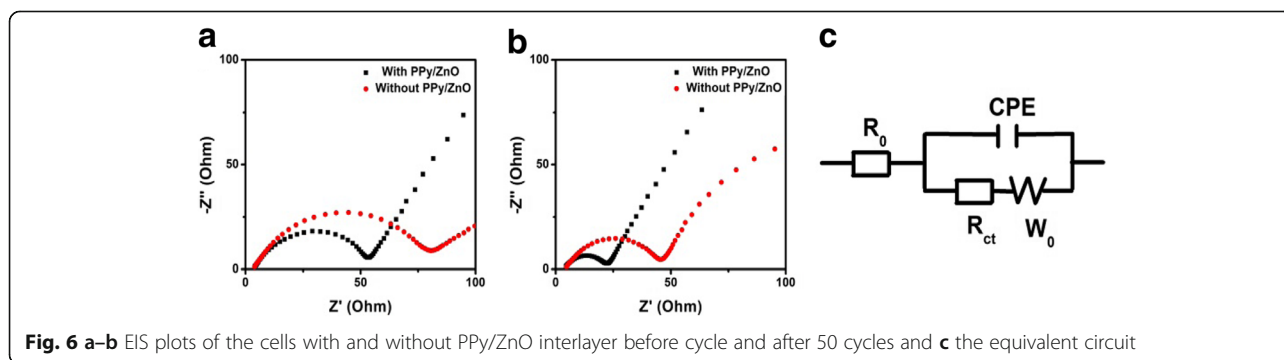 a
100
With PPy/ZnO
Without PPy/ZnO
-Z'' (Ohm)
50
0
0
50
100
Z' (Ohm)
b
100
With PPy/ZnO
Without PPy/ZnO
-Z'' (Ohm)
50
0
0
50
100
Z' (Ohm)
c
CPE
R0
Rct
W0
Fig. 6 a–b EIS plots of the cells with and without PPy/ZnO interlayer before cycle and after 50 cycles and c the equivalent circuit